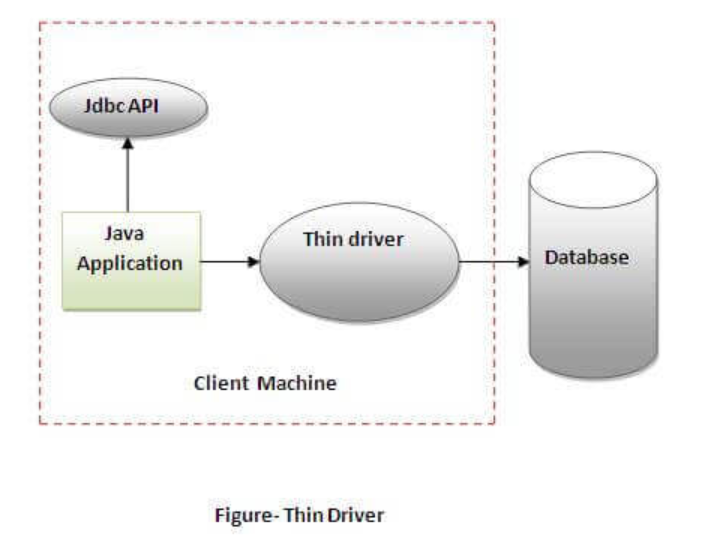 Jdbc API
Java
Application
Thin driver
Database
Client Machine
Figure- Thin Driver